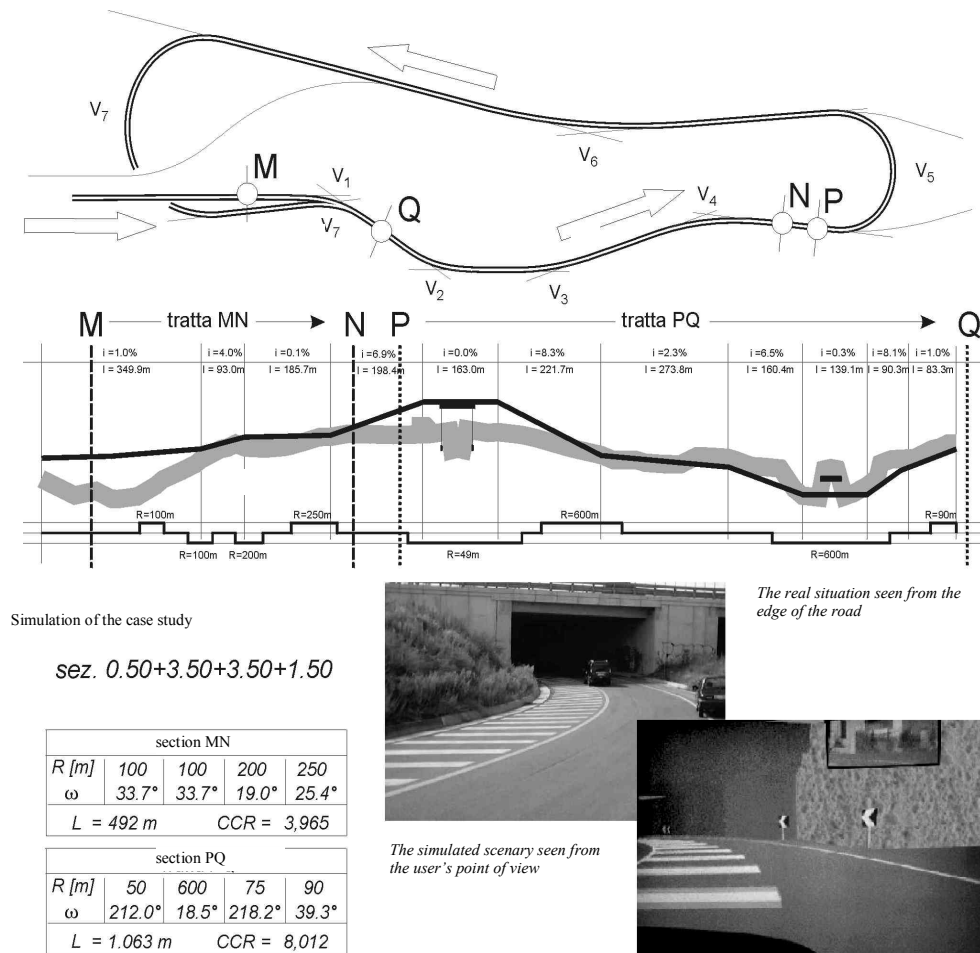 V7
M
V1
V7
Q
V2
V3
V4
N
P
V5
V6
M
tratta MN
N
P
tratta PQ
Q
i =1.0%
i =4.0%
i =0.1%
i =6.9%
i =0.0%
i =8.3%
i =2.3%
i =6.5%
i =0.3%
i =8.1%
i =1.0%
l = 349.9m
l = 93.0m
l = 185.7m
l = 198.4m
l = 163.0m
l = 221.7m
l = 273.8m
l = 160.4m
l = 139.1m
l = 90.3m
l = 83.3m
R=100m
R=250m
R=600m
R=90m
R=100m
R=200m
R=49m
R=600m
Simulation of the case study
The real situation seen from the
edge of the road
sez. 0.50+3.50+3.50+1.50
section MN
R [m] 100 100 200 250
ω 33.7° 33.7° 19.0° 25.4°
L = 492 m CCR = 3,965
section PQ
R [m] 50 600 75 90
ω 212.0° 18.5° 218.2° 39.3°
L = 1.063 m CCR = 8,012
The simulated scenary seen from
the user's point of view